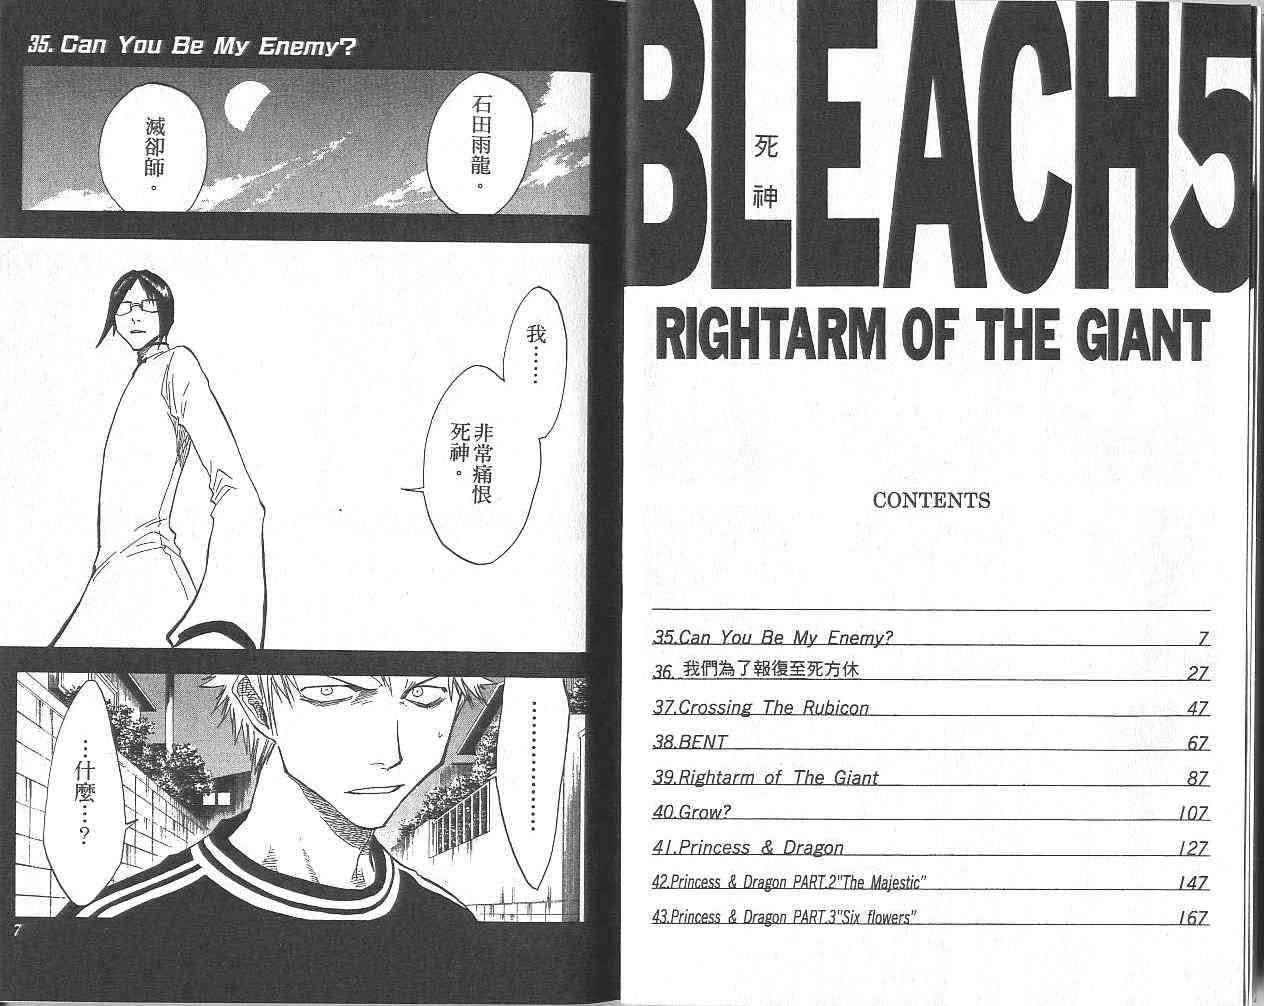 BLEACH5
死神
RIGHTARM OF THE GIANT
CONTENTS
35.Can You Be My Enemy? 7
36.我們為了報復至死方休 27
37.Crossing The Rubicon 47
38.BENT 67
39.Rightarm of The Giant 87
40.Grow? 107
41.Princess & Dragon 127
42.Princess & Dragon PART.2"The Majestic" 147
43.Princess & Dragon PART.3"Six flowers" 167
35. Can You Be My Enemy?
石田雨龍。
滅卻師。
我……
非常痛恨
死神。
…………
…什麼…？
7